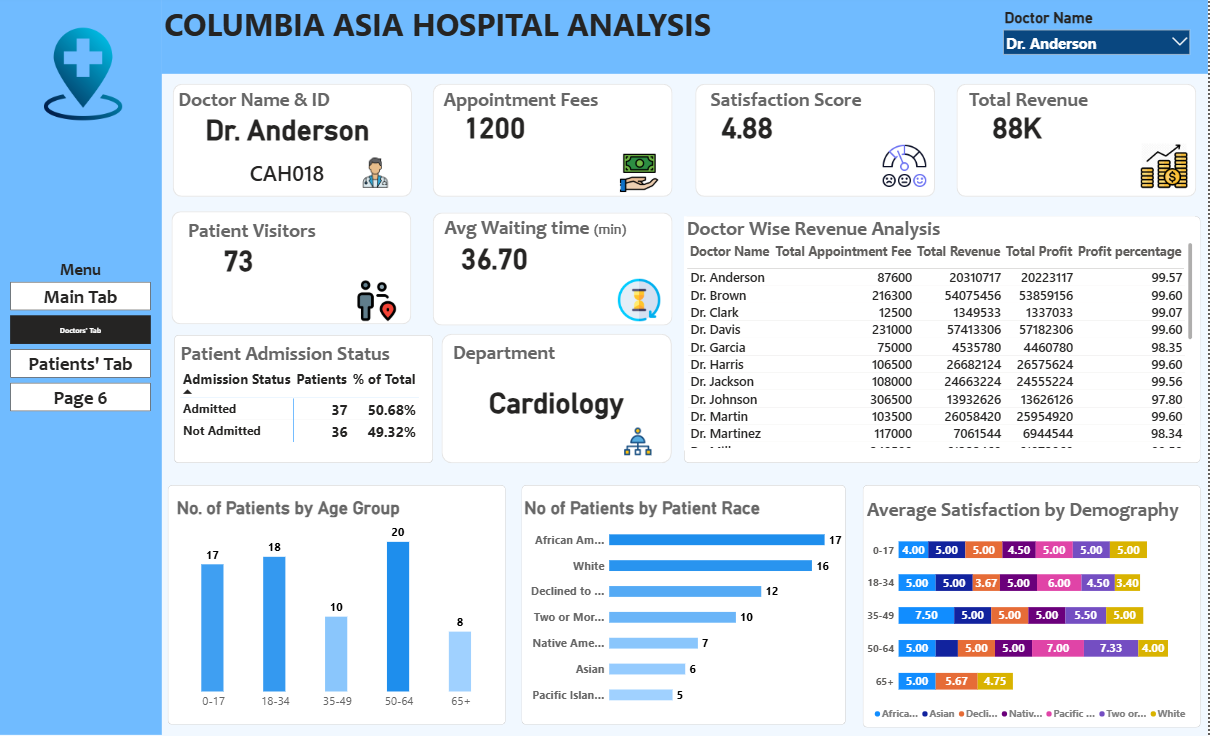 COLUMBIA ASIA HOSPITAL ANALYSIS
Doctor Name
Dr. Anderson
Menu
Main Tab
Doctors' Tab
Patients' Tab
Page 6
Doctor Name & ID
Dr. Anderson
CAH018
Appointment Fees
1200
Satisfaction Score
4.88
Total Revenue
88K
Patient Visitors
73
Avg Waiting time (min)
36.70
Patient Admission Status
Admission Status Patients % of Total
Admitted 37 50.68%
Not Admitted 36 49.32%
Department
Cardiology
Doctor Wise Revenue Analysis
Doctor Name Total Appointment Fee Total Revenue Total Profit Profit percentage
Dr. Anderson 87600 20310717 20223117 99.57
Dr. Brown 216300 54075456 53859156 99.60
Dr. Clark 12500 1349533 1337033 99.07
Dr. Davis 231000 57413306 57182306 99.60
Dr. Garcia 75000 4535780 4460780 98.35
Dr. Harris 106500 26682124 26575624 99.60
Dr. Jackson 108000 24663224 24555224 99.56
Dr. Johnson 306500 13932626 13626126 97.80
Dr. Martin 103500 26058420 25954920 99.60
Dr. Martinez 117000 7061544 6944544 98.34
No. of Patients by Age Group
17
18
10
20
8
0-17 18-34 35-49 50-64 65+
No of Patients by Patient Race
African Am... 17
White 16
Declined to ... 12
Two or Mor... 10
Native Ame... 7
Asian 6
Pacific Islan... 5
Average Satisfaction by Demography
0-17 4.00 5.00 5.00 4.50 5.00 5.00 5.00
18-34 5.00 5.00 3.67 5.00 6.00 4.50 3.40
35-49 7.50 5.00 5.00 5.00 5.50 5.00
50-64 5.00 5.00 5.00 7.00 7.33 4.00
65+ 5.00 5.67 4.75
Africa... Asian Decli... Nativ... Pacific ... Two or... White